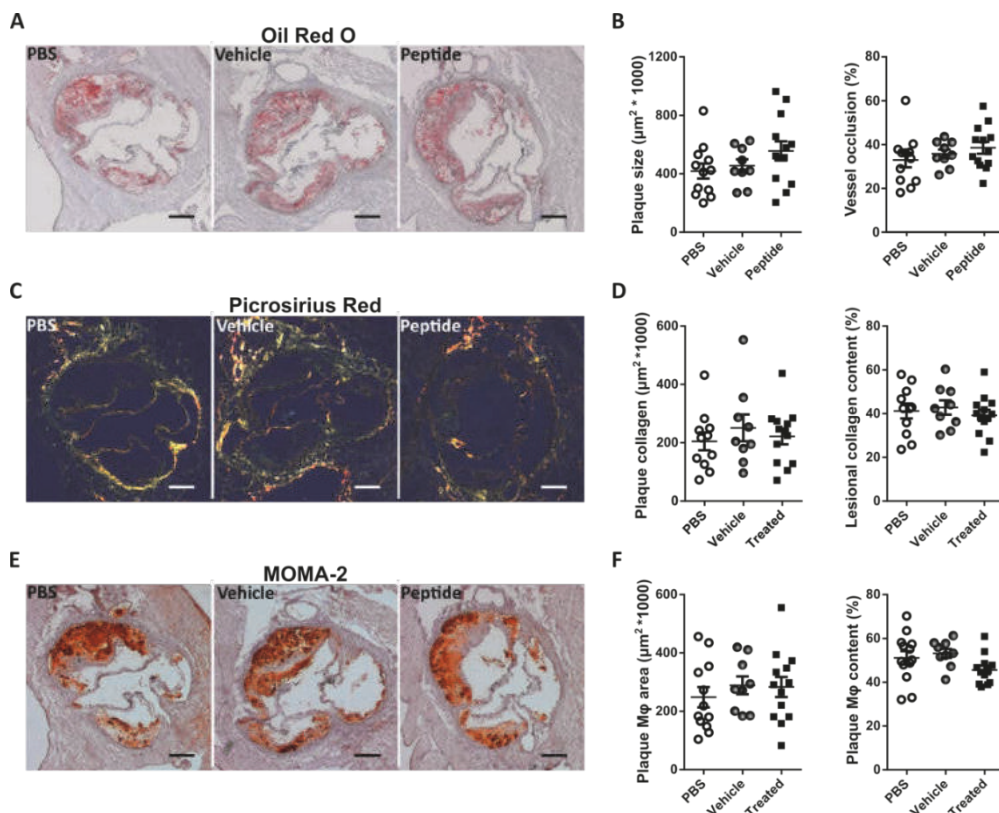 A
Oil Red O
PBS
Vehicle
Peptide
B
Plaque size (µm² * 1000)
1200
800
400
0
PBS
Vehicle
Peptide
Vessel occlusion (%)
80
60
40
20
0
PBS
Vehicle
Peptide
C
Picrosirius Red
PBS
Vehicle
Peptide
D
Plaque collagen (µm² *1000)
600
400
200
0
PBS
Vehicle
Treated
Lesional collagen content (%)
80
60
40
20
0
PBS
Vehicle
Treated
E
MOMA-2
PBS
Vehicle
Peptide
F
Plaque Mφ area (µm² *1000)
600
400
200
0
PBS
Vehicle
Treated
Plaque Mφ content (%)
80
60
40
20
0
PBS
Vehicle
Treated